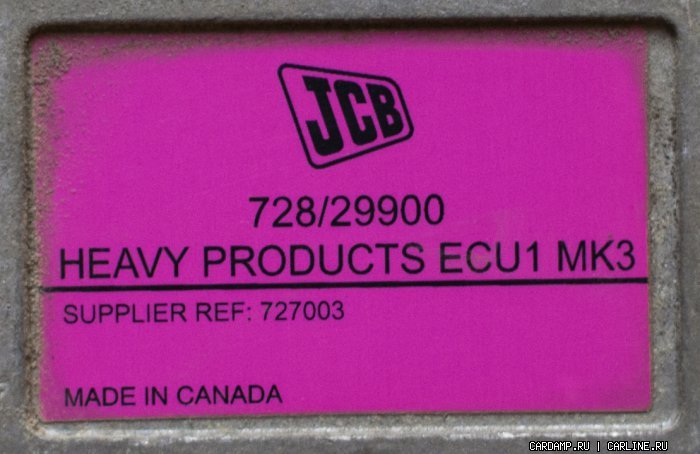 JCB
728/29900
HEAVY PRODUCTS ECU1 MK3
SUPPLIER REF: 727003
MADE IN CANADA
CARDAMP.RU | CARLINE.RU